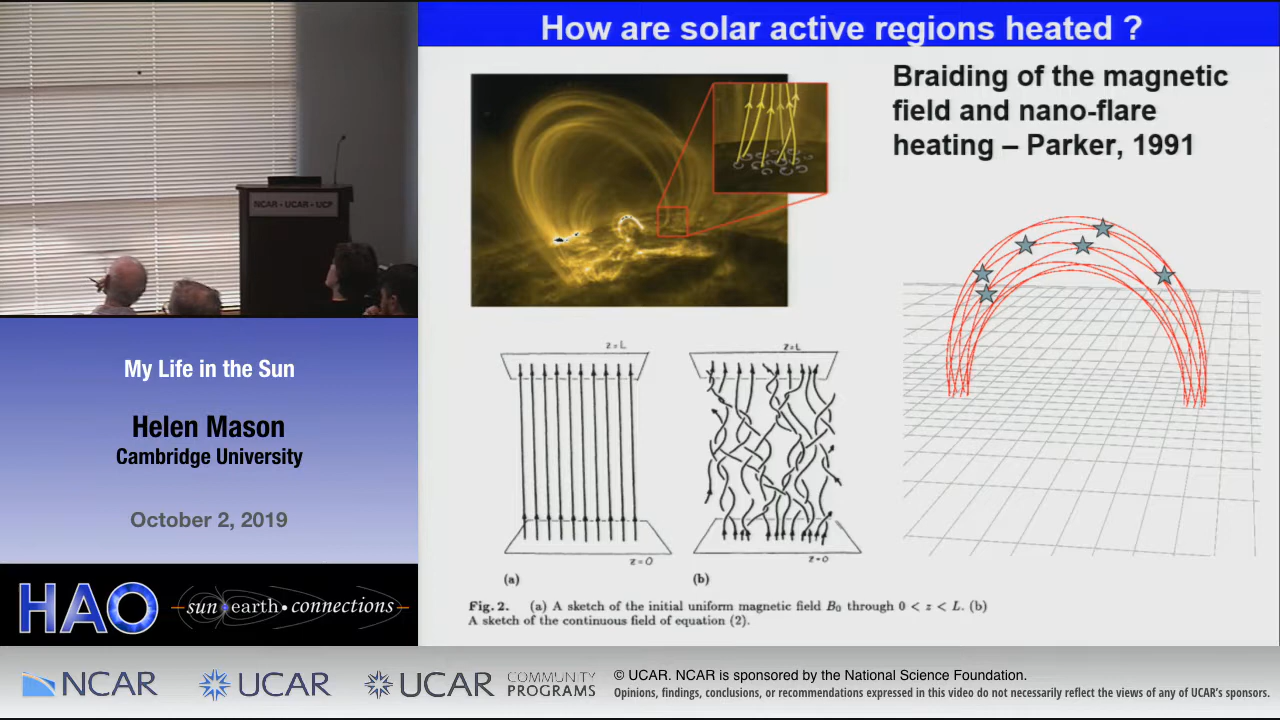 How are solar active regions heated ?
Braiding of the magnetic
field and nano-flare
heating – Parker, 1991
NCAR - UCAR - UCP
My Life in the Sun
Helen Mason
Cambridge University
October 2, 2019
z = L
z = L
z = 0
z = 0
(a)
(b)
Fig. 2. (a) A sketch of the initial uniform magnetic field B₀ through 0 < z < L. (b)
A sketch of the continuous field of equation (2).
HAO
sun • earth • connections
NCAR
UCAR
UCAR
COMMUNITY
PROGRAMS
© UCAR. NCAR is sponsored by the National Science Foundation.
Opinions, findings, conclusions, or recommendations expressed in this video do not necessarily reflect the views of any of UCAR's sponsors.